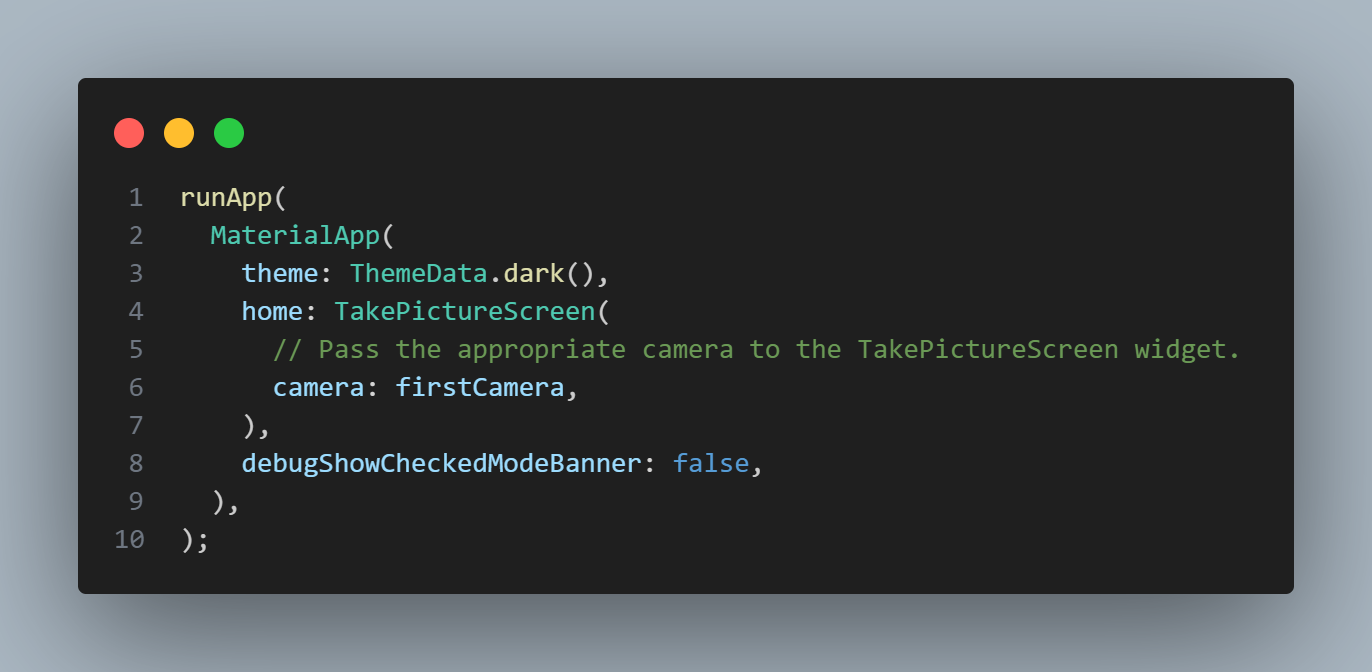 1 runApp(
2   MaterialApp(
3     theme: ThemeData.dark(),
4     home: TakePictureScreen(
5       // Pass the appropriate camera to the TakePictureScreen widget.
6       camera: firstCamera,
7     ),
8     debugShowCheckedModeBanner: false,
9   ),
10 );